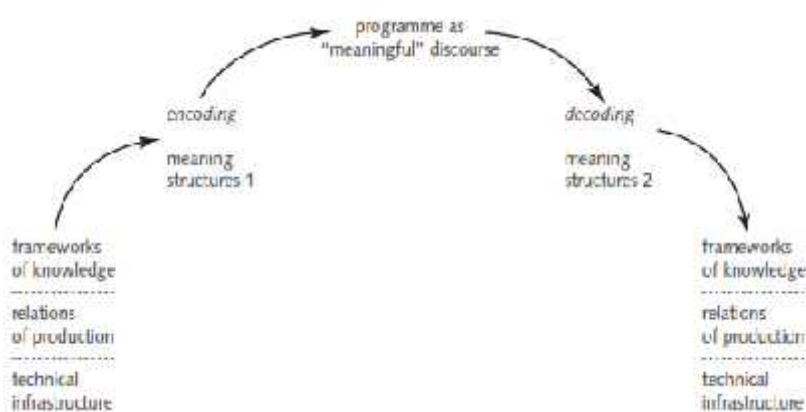 programme as
"meaningful" discourse
encoding
meaning
structures 1
decoding
meaning
structures 2
frameworks
of knowledge
relations
of production
technical
infrastructure
frameworks
of knowledge
relations
of production
technical
infrastructure